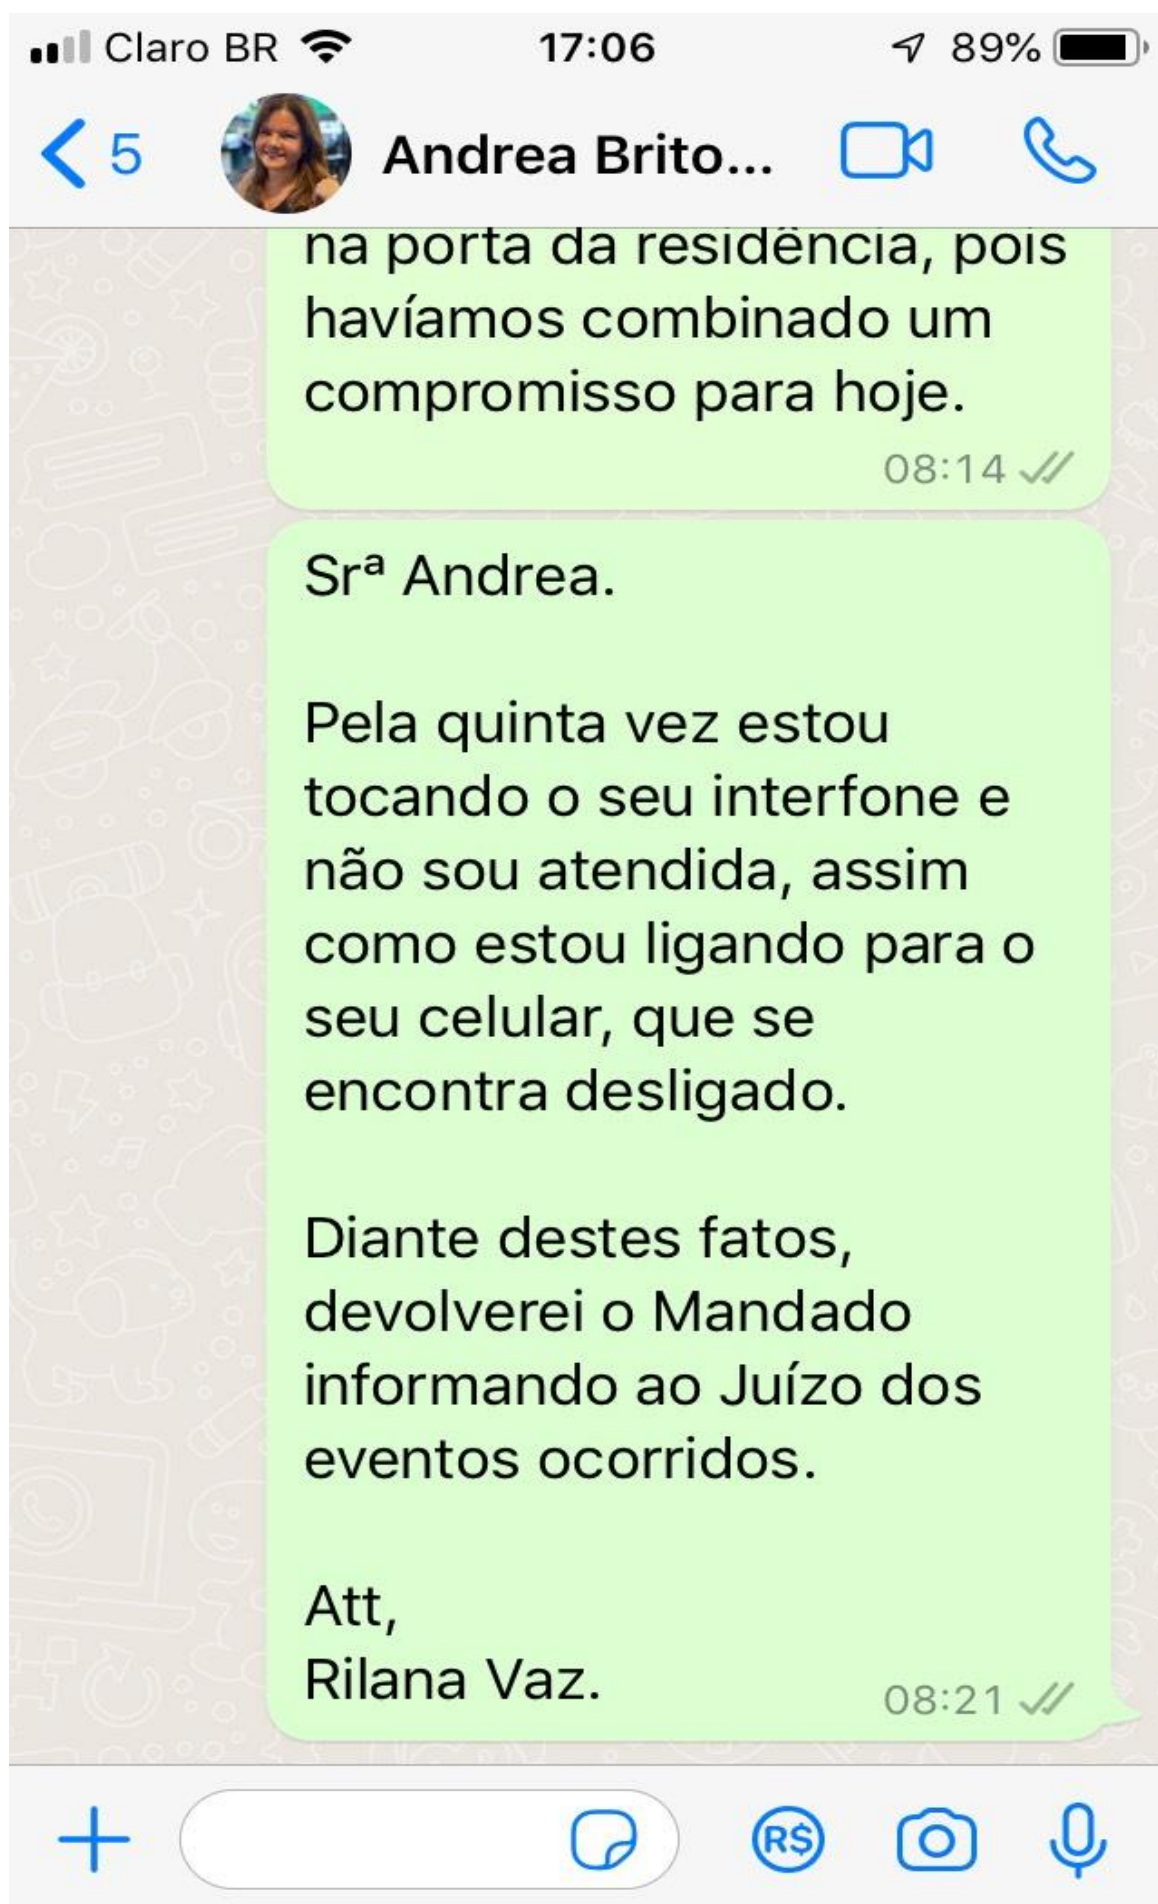 Claro BR 17:06 89%
5 Andrea Brito...
na porta da residência, pois
havíamos combinado um
compromisso para hoje.
08:14
Srª Andrea.
Pela quinta vez estou
tocando o seu interfone e
não sou atendida, assim
como estou ligando para o
seu celular, que se
encontra desligado.
Diante destes fatos,
devolverei o Mandado
informando ao Juízo dos
eventos ocorridos.
Att,
Rilana Vaz.
08:21
R$